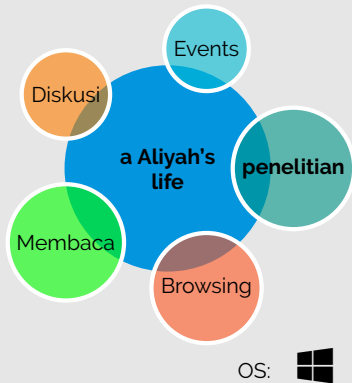 Events
Diskusi
a Aliyah's
life
penelitian
Membaca
Browsing
OS: